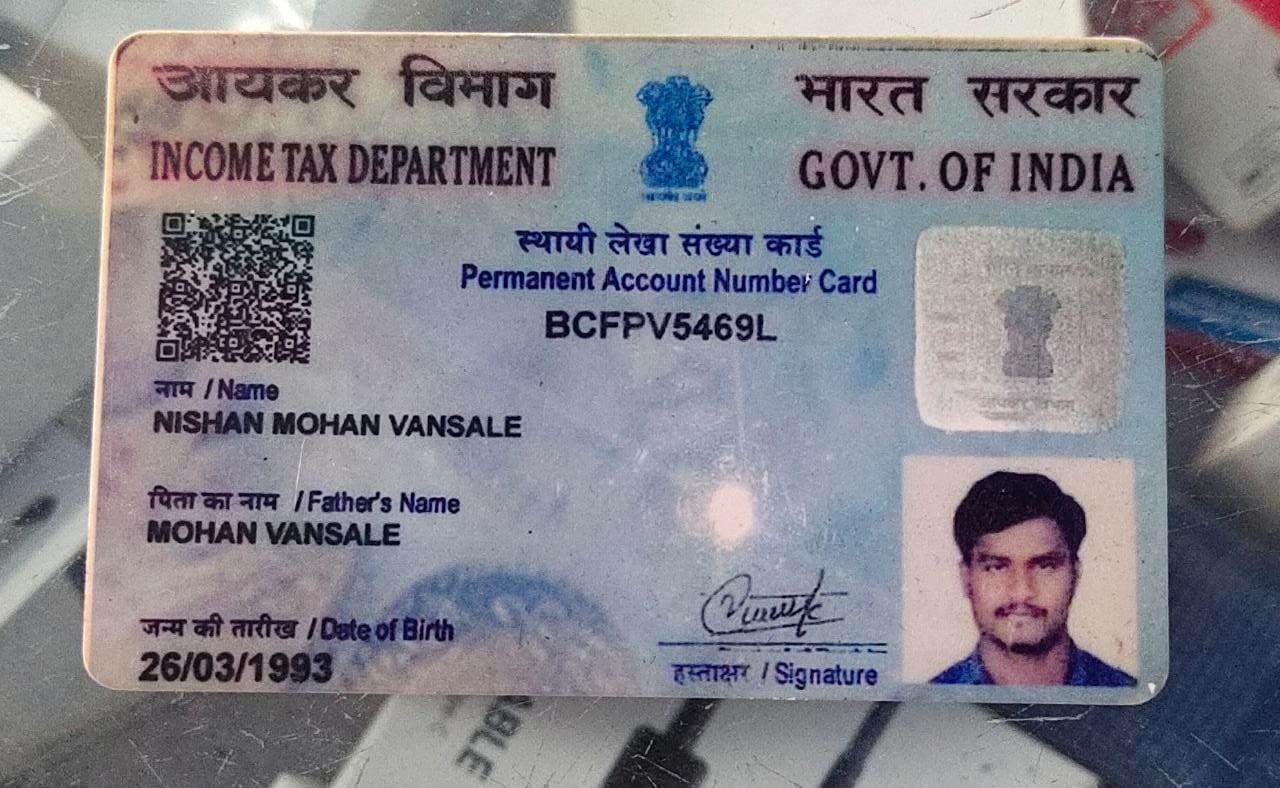 आयकर विभाग
INCOME TAX DEPARTMENT
भारत सरकार
GOVT. OF INDIA
स्थायी लेखा संख्या कार्ड
Permanent Account Number Card
BCFPV5469L
नाम / Name
NISHAN MOHAN VANSALE
पिता का नाम / Father's Name
MOHAN VANSALE
जन्म की तारीख / Date of Birth
26/03/1993
हस्ताक्षर / Signature
ABLE